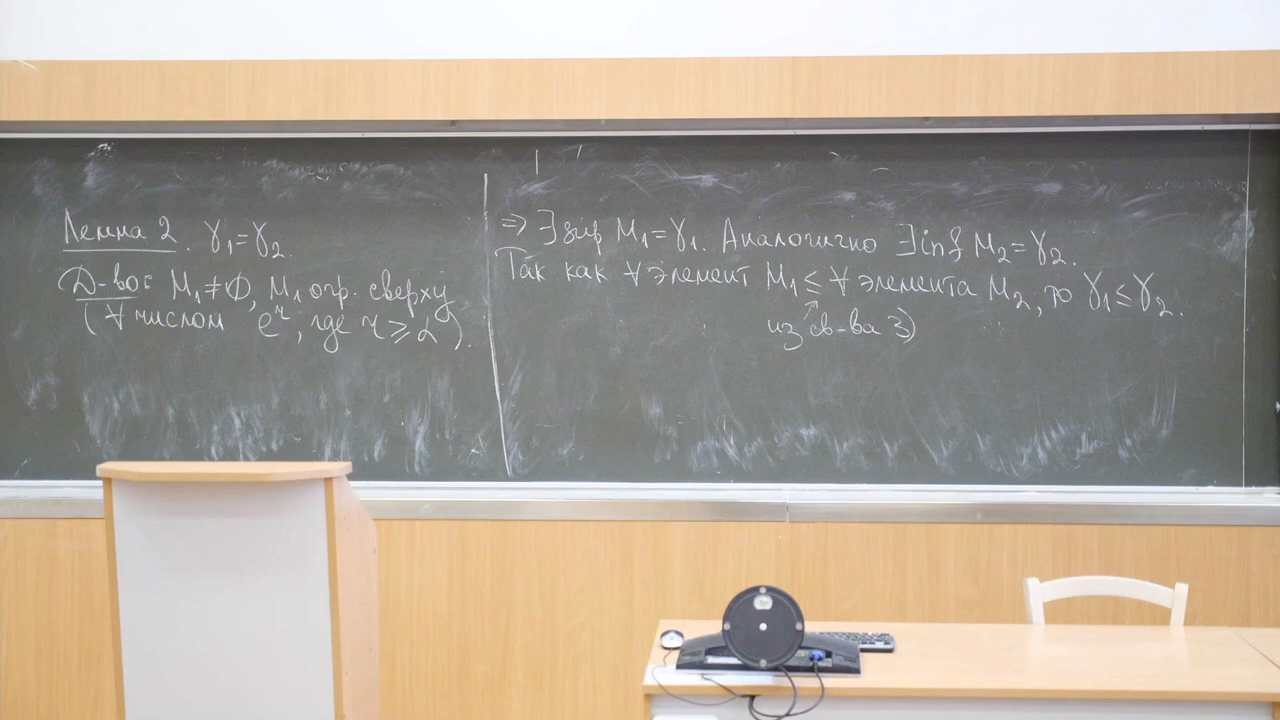 Лемма 2. γ₁=γ₂.
Д-во: M₁≠∅, M₁ огр. сверху
(∀ числом eʳ, где r⩾α).
⇒ ∃sup M₁=γ₁. Аналогично ∃inf M₂=γ₂.
Так как ∀ элемент M₁≤∀ элемента M₂, то γ₁≤γ₂.
из св-ва 3)